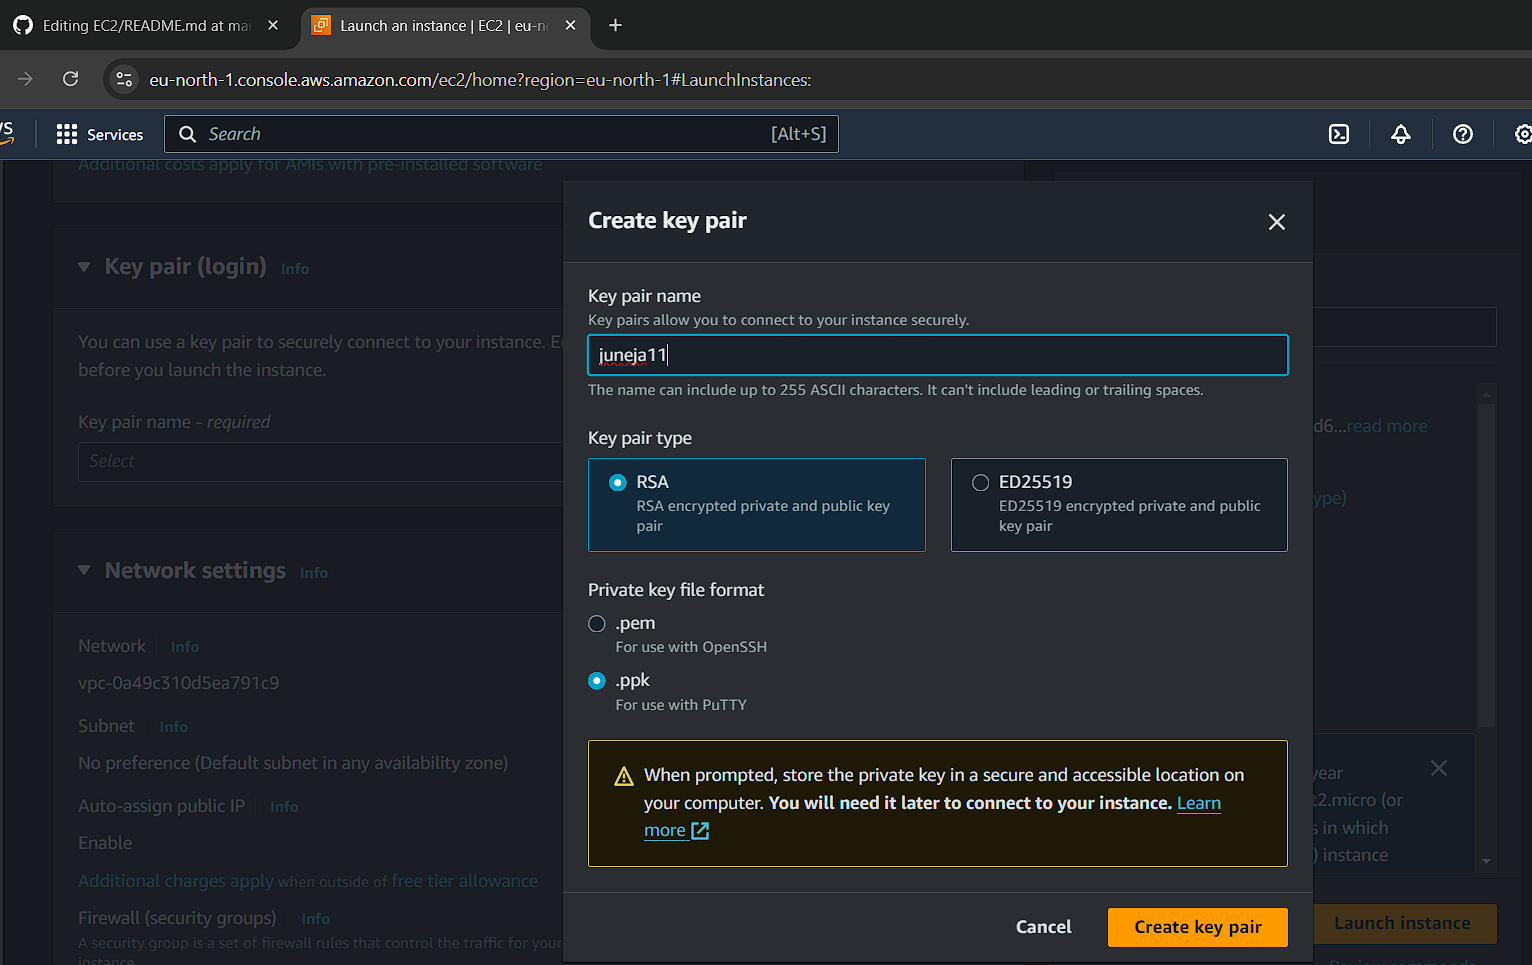 Editing EC2/README.md at mai
Launch an instance | EC2 | eu-no
eu-north-1.console.aws.amazon.com/ec2/home?region=eu-north-1#LaunchInstances:
Services
Search
[Alt+S]
Additional costs apply for AMIs with pre-installed software
Key pair (login) Info
You can use a key pair to securely connect to your instance.
before you launch the instance.
Key pair name - required
Select
Network settings Info
Network Info
vpc-0a49c310d5ea791c9
Subnet Info
No preference (Default subnet in any availability zone)
Auto-assign public IP Info
Enable
Additional charges apply when outside of free tier allowance
Firewall (security groups) Info
A security group is a set of firewall rules that control the traffic for your
instance.
Create key pair
Key pair name
Key pairs allow you to connect to your instance securely.
juneja11
The name can include up to 255 ASCII characters. It can't include leading or trailing spaces.
Key pair type
RSA
RSA encrypted private and public key
pair
ED25519
ED25519 encrypted private and public
key pair
Private key file format
.pem
For use with OpenSSH
.ppk
For use with PuTTY
When prompted, store the private key in a secure and accessible location on
your computer. You will need it later to connect to your instance. Learn
more
Cancel
Create key pair
d6...read more
ype)
year
t2.micro (or
s in which
) instance
Launch instance